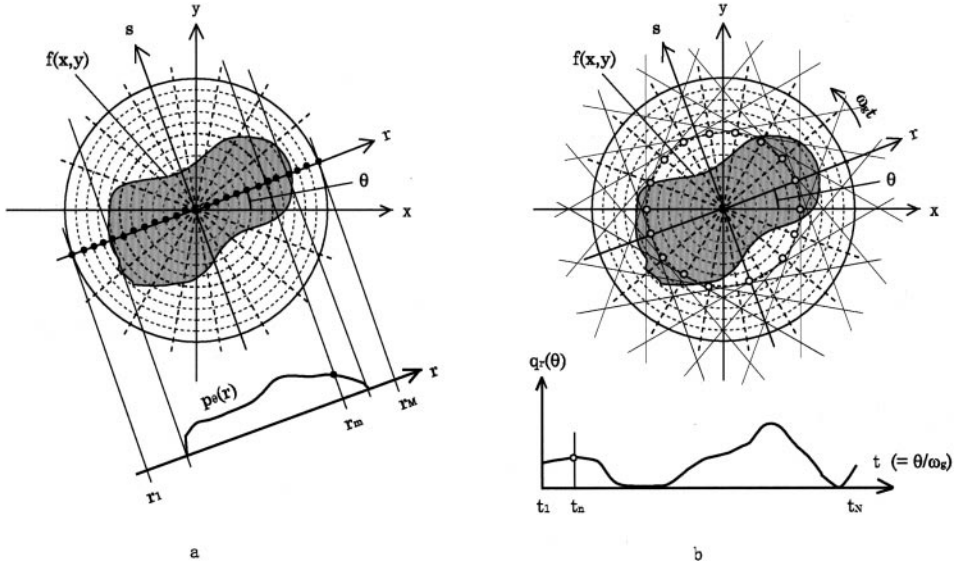 y
s
f(x,y)
r
θ
x
pθ(r)
r
r1
rm
rM
a
y
s
f(x,y)
ωgt
r
θ
x
qr(θ)
t (= θ/ωg)
t1
tn
tN
b